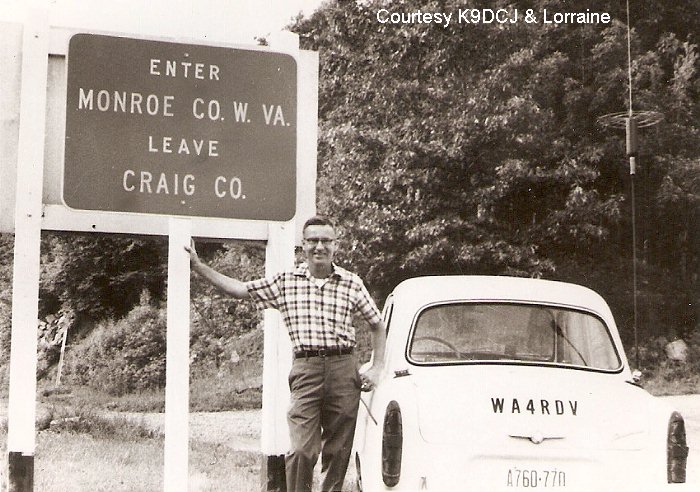 Courtesy K9DCJ & Lorraine
ENTER
MONROE CO. W. VA.
LEAVE
CRAIG CO.
WA4RDV
A760-770